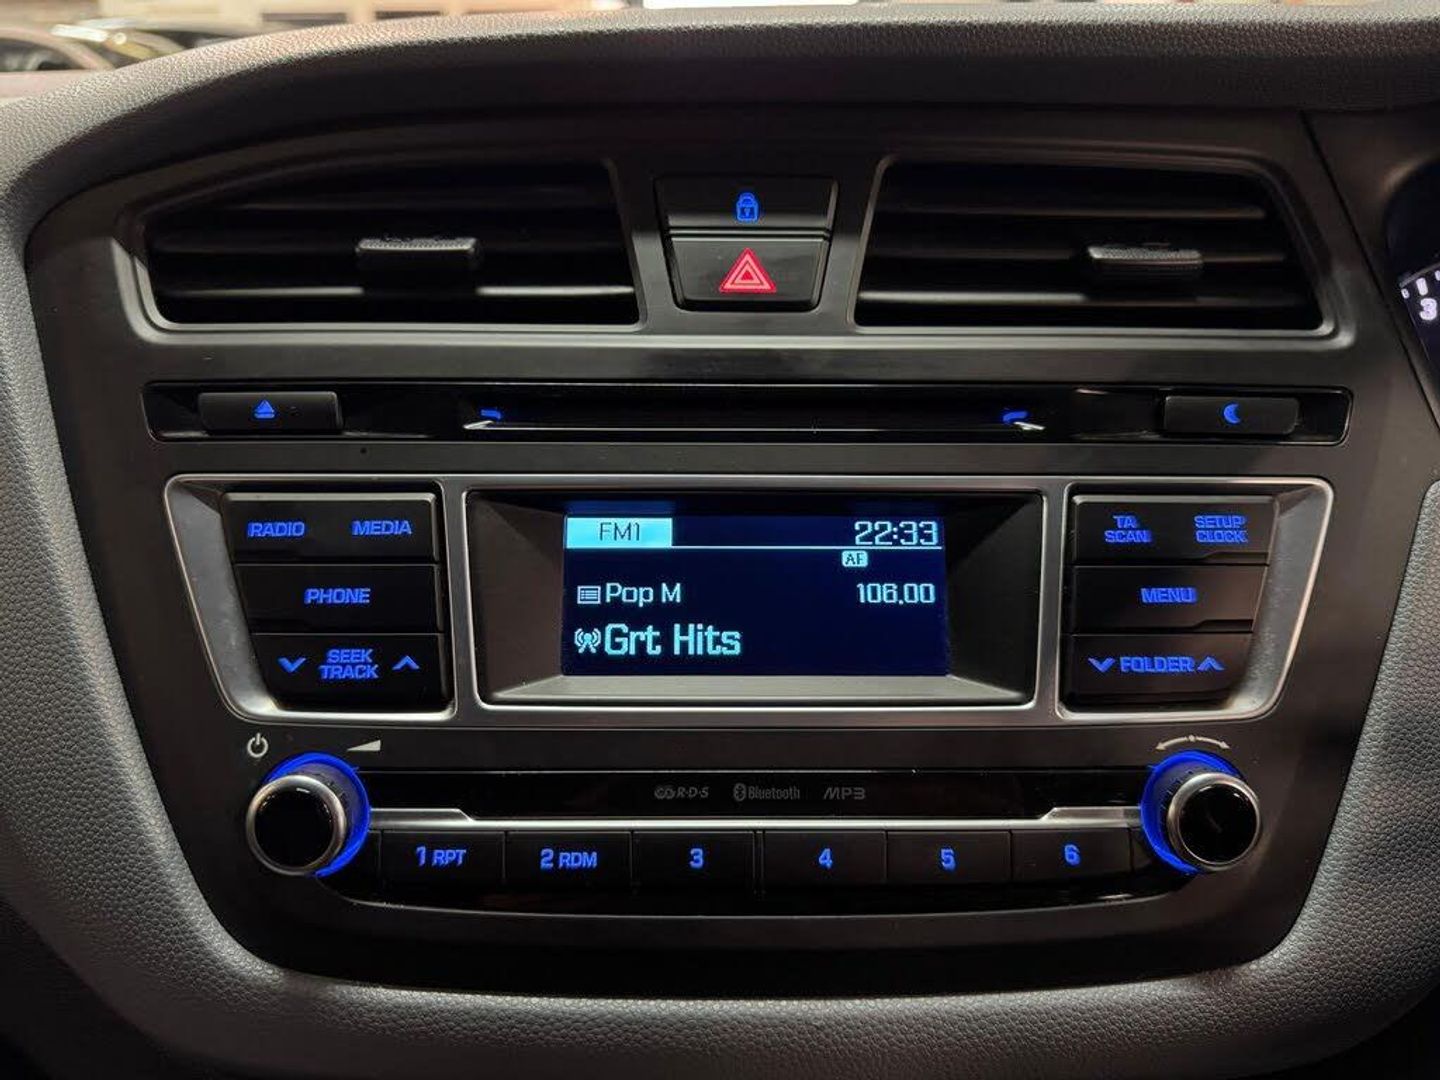 RADIO MEDIA
PHONE
SEEK
TRACK
FM1 22:33
AF
Pop M 106.00
Grt Hits
TA
SCAN
SETUP
CLOCK
MENU
FOLDER
R·D·S Bluetooth MP3
1 RPT 2 RDM 3 4 5 6
3